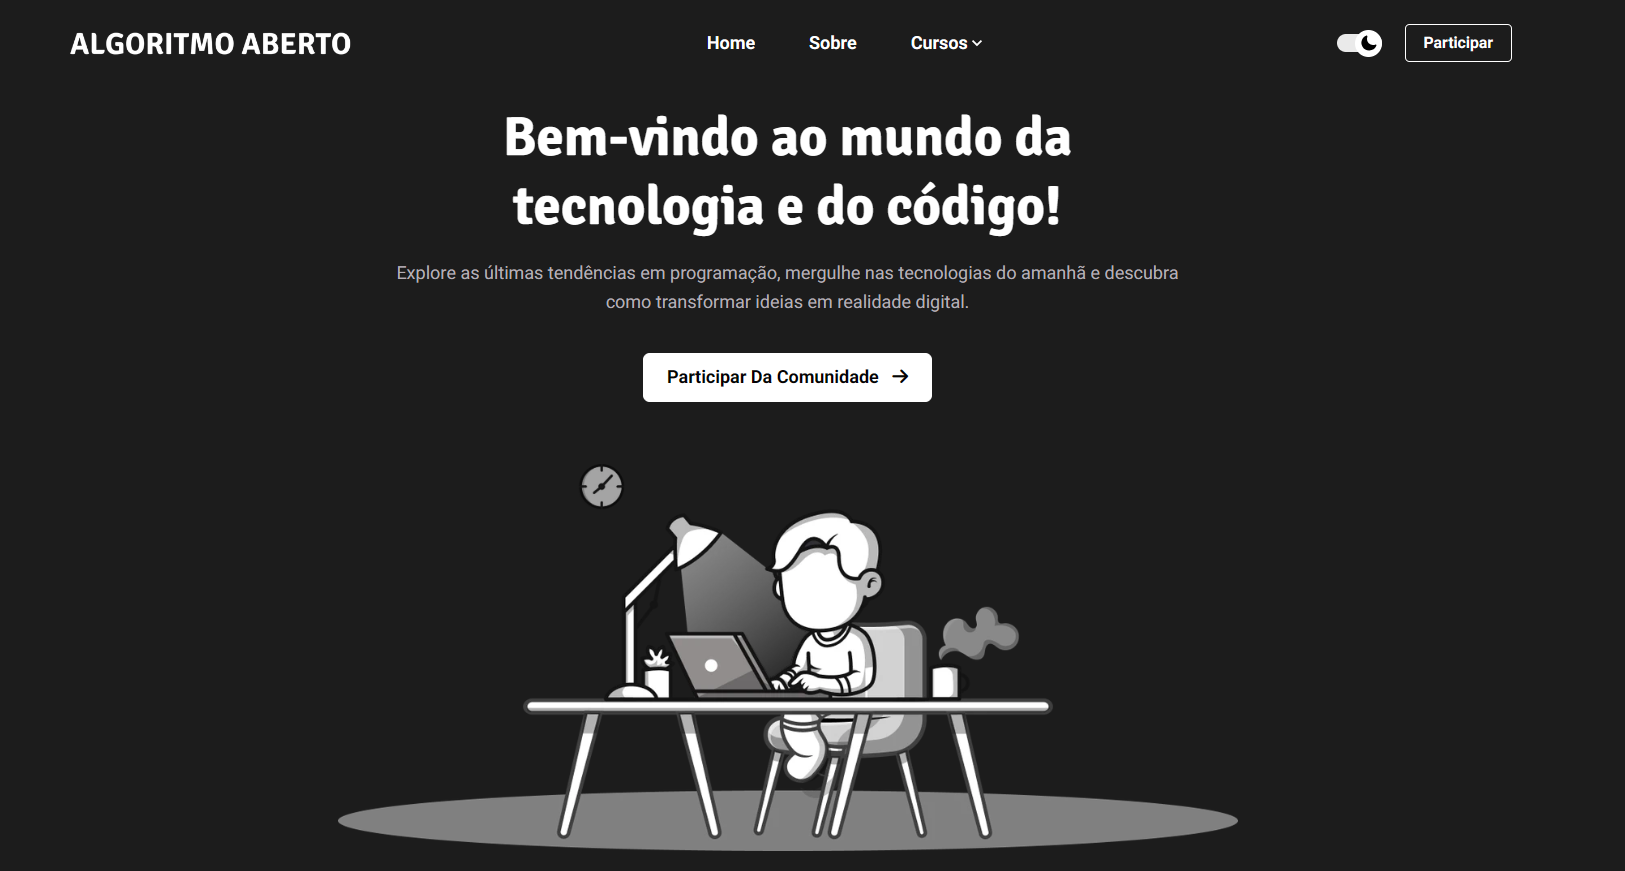 ALGORITMO ABERTO
Home Sobre Cursos
Participar
Bem-vindo ao mundo da
tecnologia e do código!
Explore as últimas tendências em programação, mergulhe nas tecnologias do amanhã e descubra
como transformar ideias em realidade digital.
Participar Da Comunidade